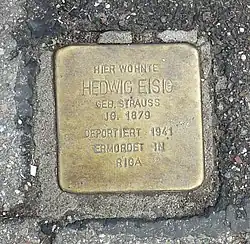 HIER WOHNTE
HEDWIG EISIG
GEB. STRAUSS
JG. 1879
DEPORTIERT 1941
ERMORDET IN
RIGA